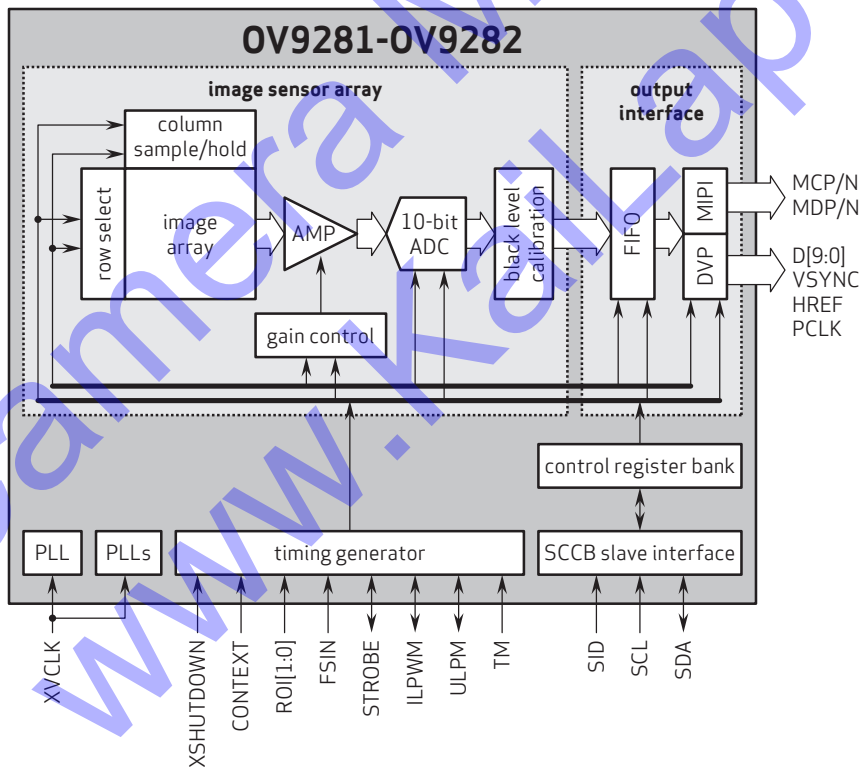 OV9281-OV9282
image sensor array
output
interface
column
sample/hold
row select
image
array
AMP
10-bit
ADC
black level
calibration
FIFO
MIPI
DVP
MCP/N
MDP/N
D[9:0]
VSYNC
HREF
PCLK
gain control
control register bank
PLL
PLLs
timing generator
SCCB slave interface
XVCLK
XSHUTDOWN
CONTEXT
ROI[1:0]
FSIN
STROBE
ILPWM
ULPM
TM
SID
SCL
SDA
amera M
www.KaiLap